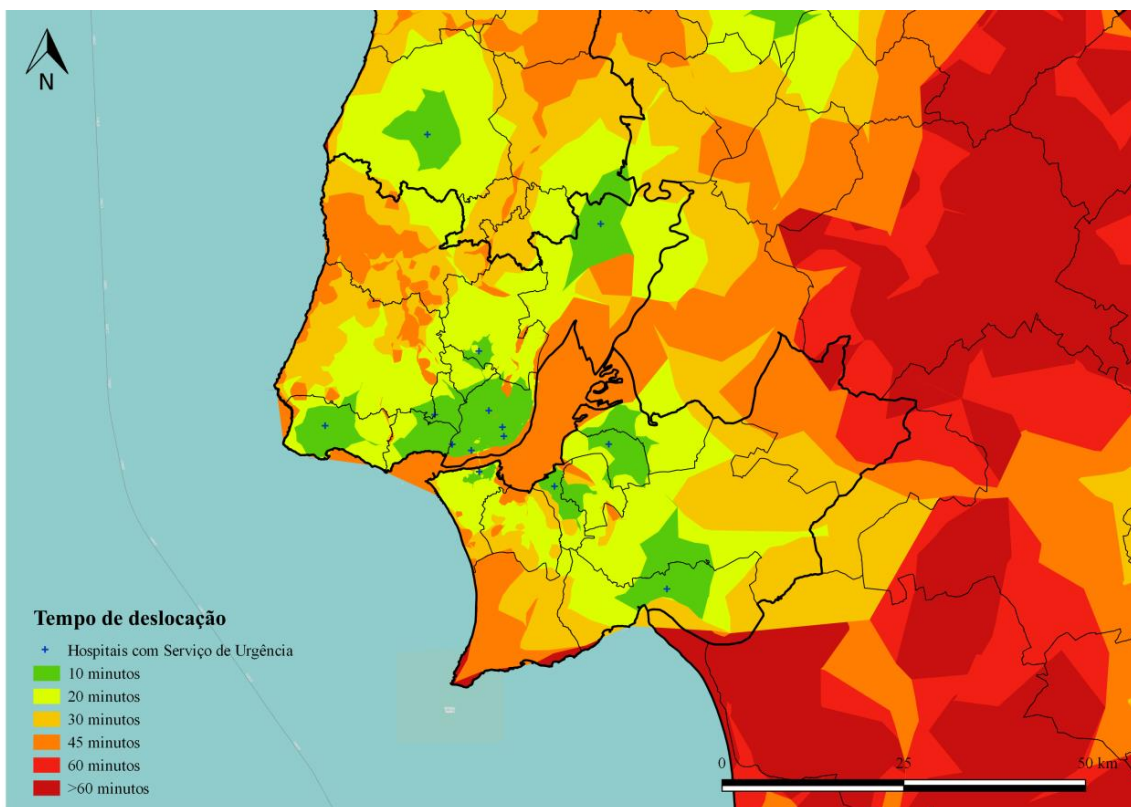 N
Tempo de deslocação
Hospitais com Serviço de Urgência
10 minutos
20 minutos
30 minutos
45 minutos
60 minutos
>60 minutos
0 25 50 km